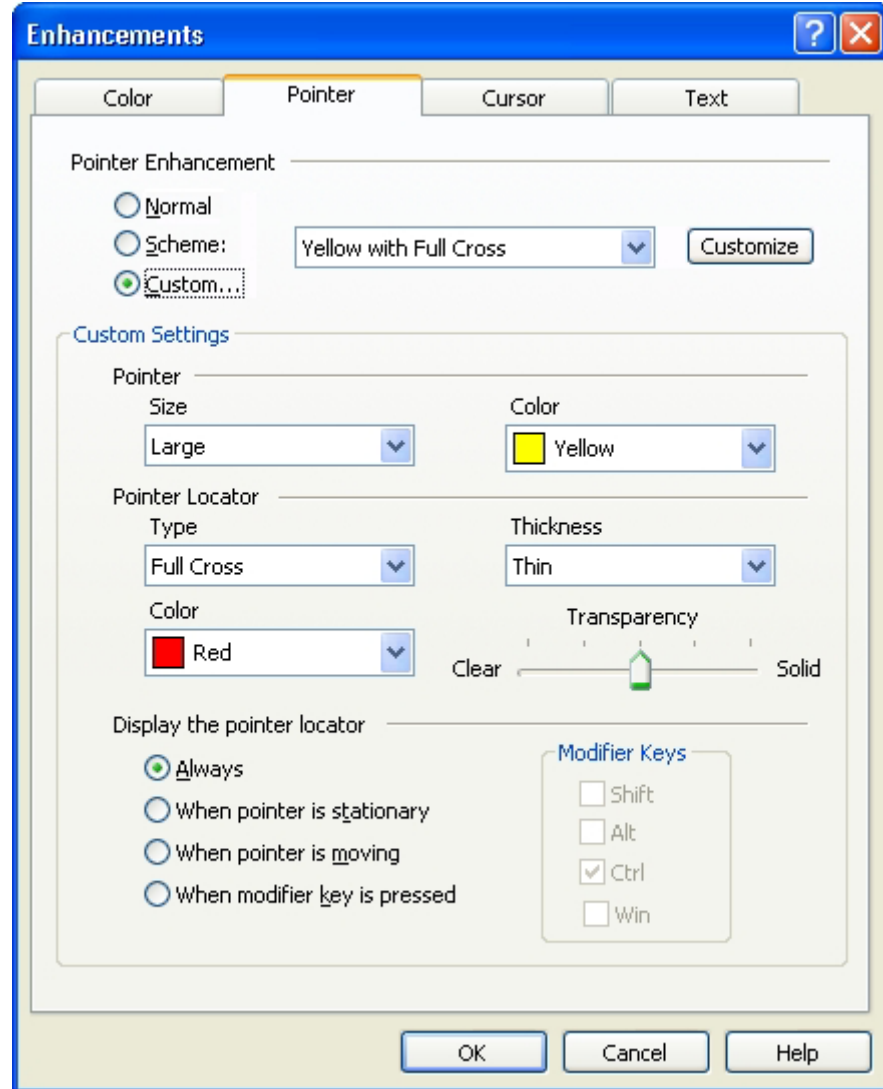 Enhancements
Color Pointer Cursor Text
Pointer Enhancement
Normal
Scheme: Yellow with Full Cross Customize
Custom...
Custom Settings
Pointer
Size Color
Large Yellow
Pointer Locator
Type Thickness
Full Cross Thin
Color Transparency
Red Clear Solid
Display the pointer locator
Modifier Keys
Always
Shift
When pointer is stationary
Alt
When pointer is moving
Ctrl
When modifier key is pressed
Win
OK Cancel Help